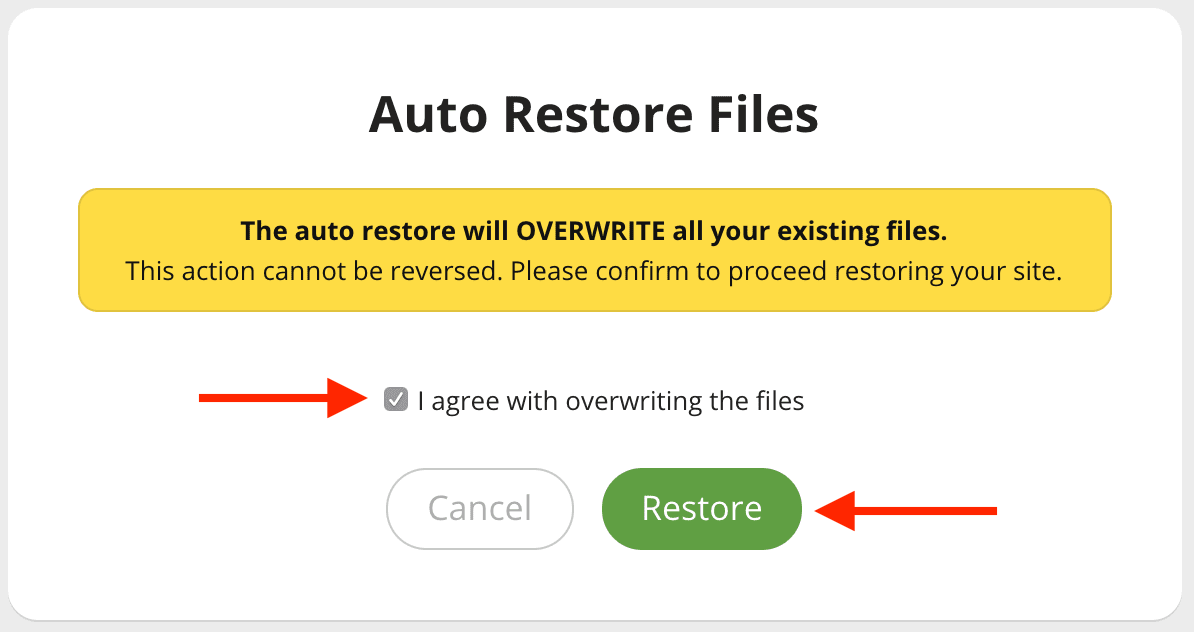 Auto Restore Files
The auto restore will OVERWRITE all your existing files.
This action cannot be reversed. Please confirm to proceed restoring your site.
I agree with overwriting the files
Cancel
Restore